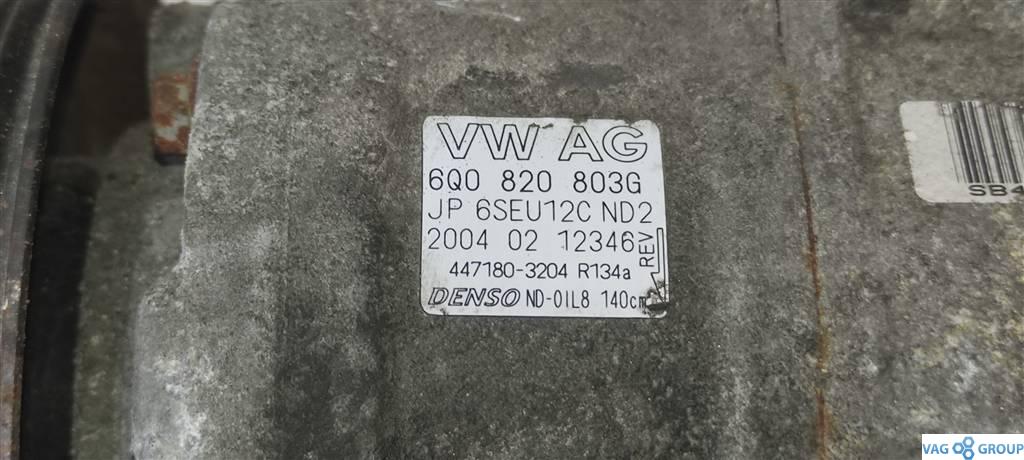 VW AG
6Q0 820 803G
JP 6SEU12C ND2
2004 02 12346
REV
447180-3204 R134a
DENSO ND-OIL8 140cm
SB4
VAG GROUP